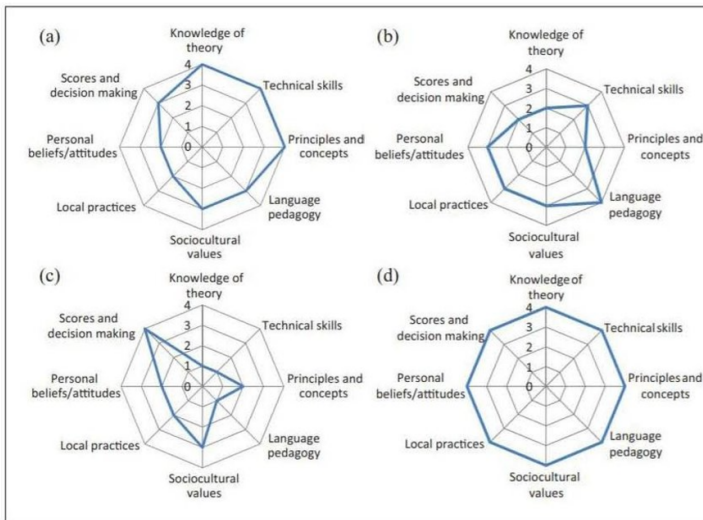 (a)
Knowledge of
theory
Scores and
decision making
Technical skills
Personal
beliefs/attitudes
Principles and
concepts
Local practices
Language
pedagogy
Sociocultural
values
4
3
2
1
0
(b)
Knowledge of
theory
Scores and
decision making
Technical skills
Personal
beliefs/attitudes
Principles and
concepts
Local practices
Language
pedagogy
Sociocultural
values
4
3
2
1
0
(c)
Knowledge of
theory
Scores and
decision making
Technical skills
Personal
beliefs/attitudes
Principles and
concepts
Local practices
Language
pedagogy
Sociocultural
values
4
3
2
1
0
(d)
Knowledge of
theory
Scores and
decision making
Technical skills
Personal
beliefs/attitudes
Principles and
concepts
Local practices
Language
pedagogy
Sociocultural
values
4
3
2
1
0